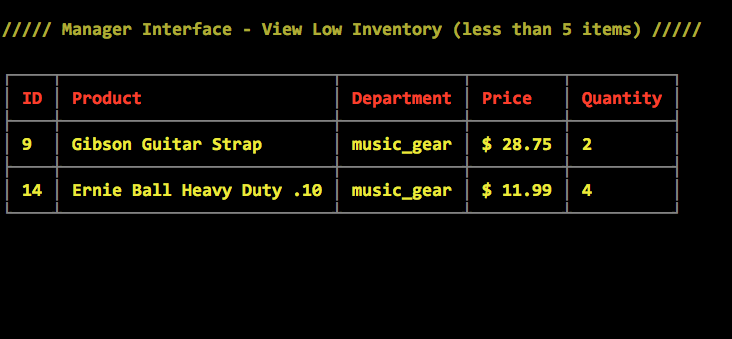 ///// Manager Interface - View Low Inventory (less than 5 items) /////
ID Product Department Price Quantity
9 Gibson Guitar Strap music_gear $ 28.75 2
14 Ernie Ball Heavy Duty .10 music_gear $ 11.99 4